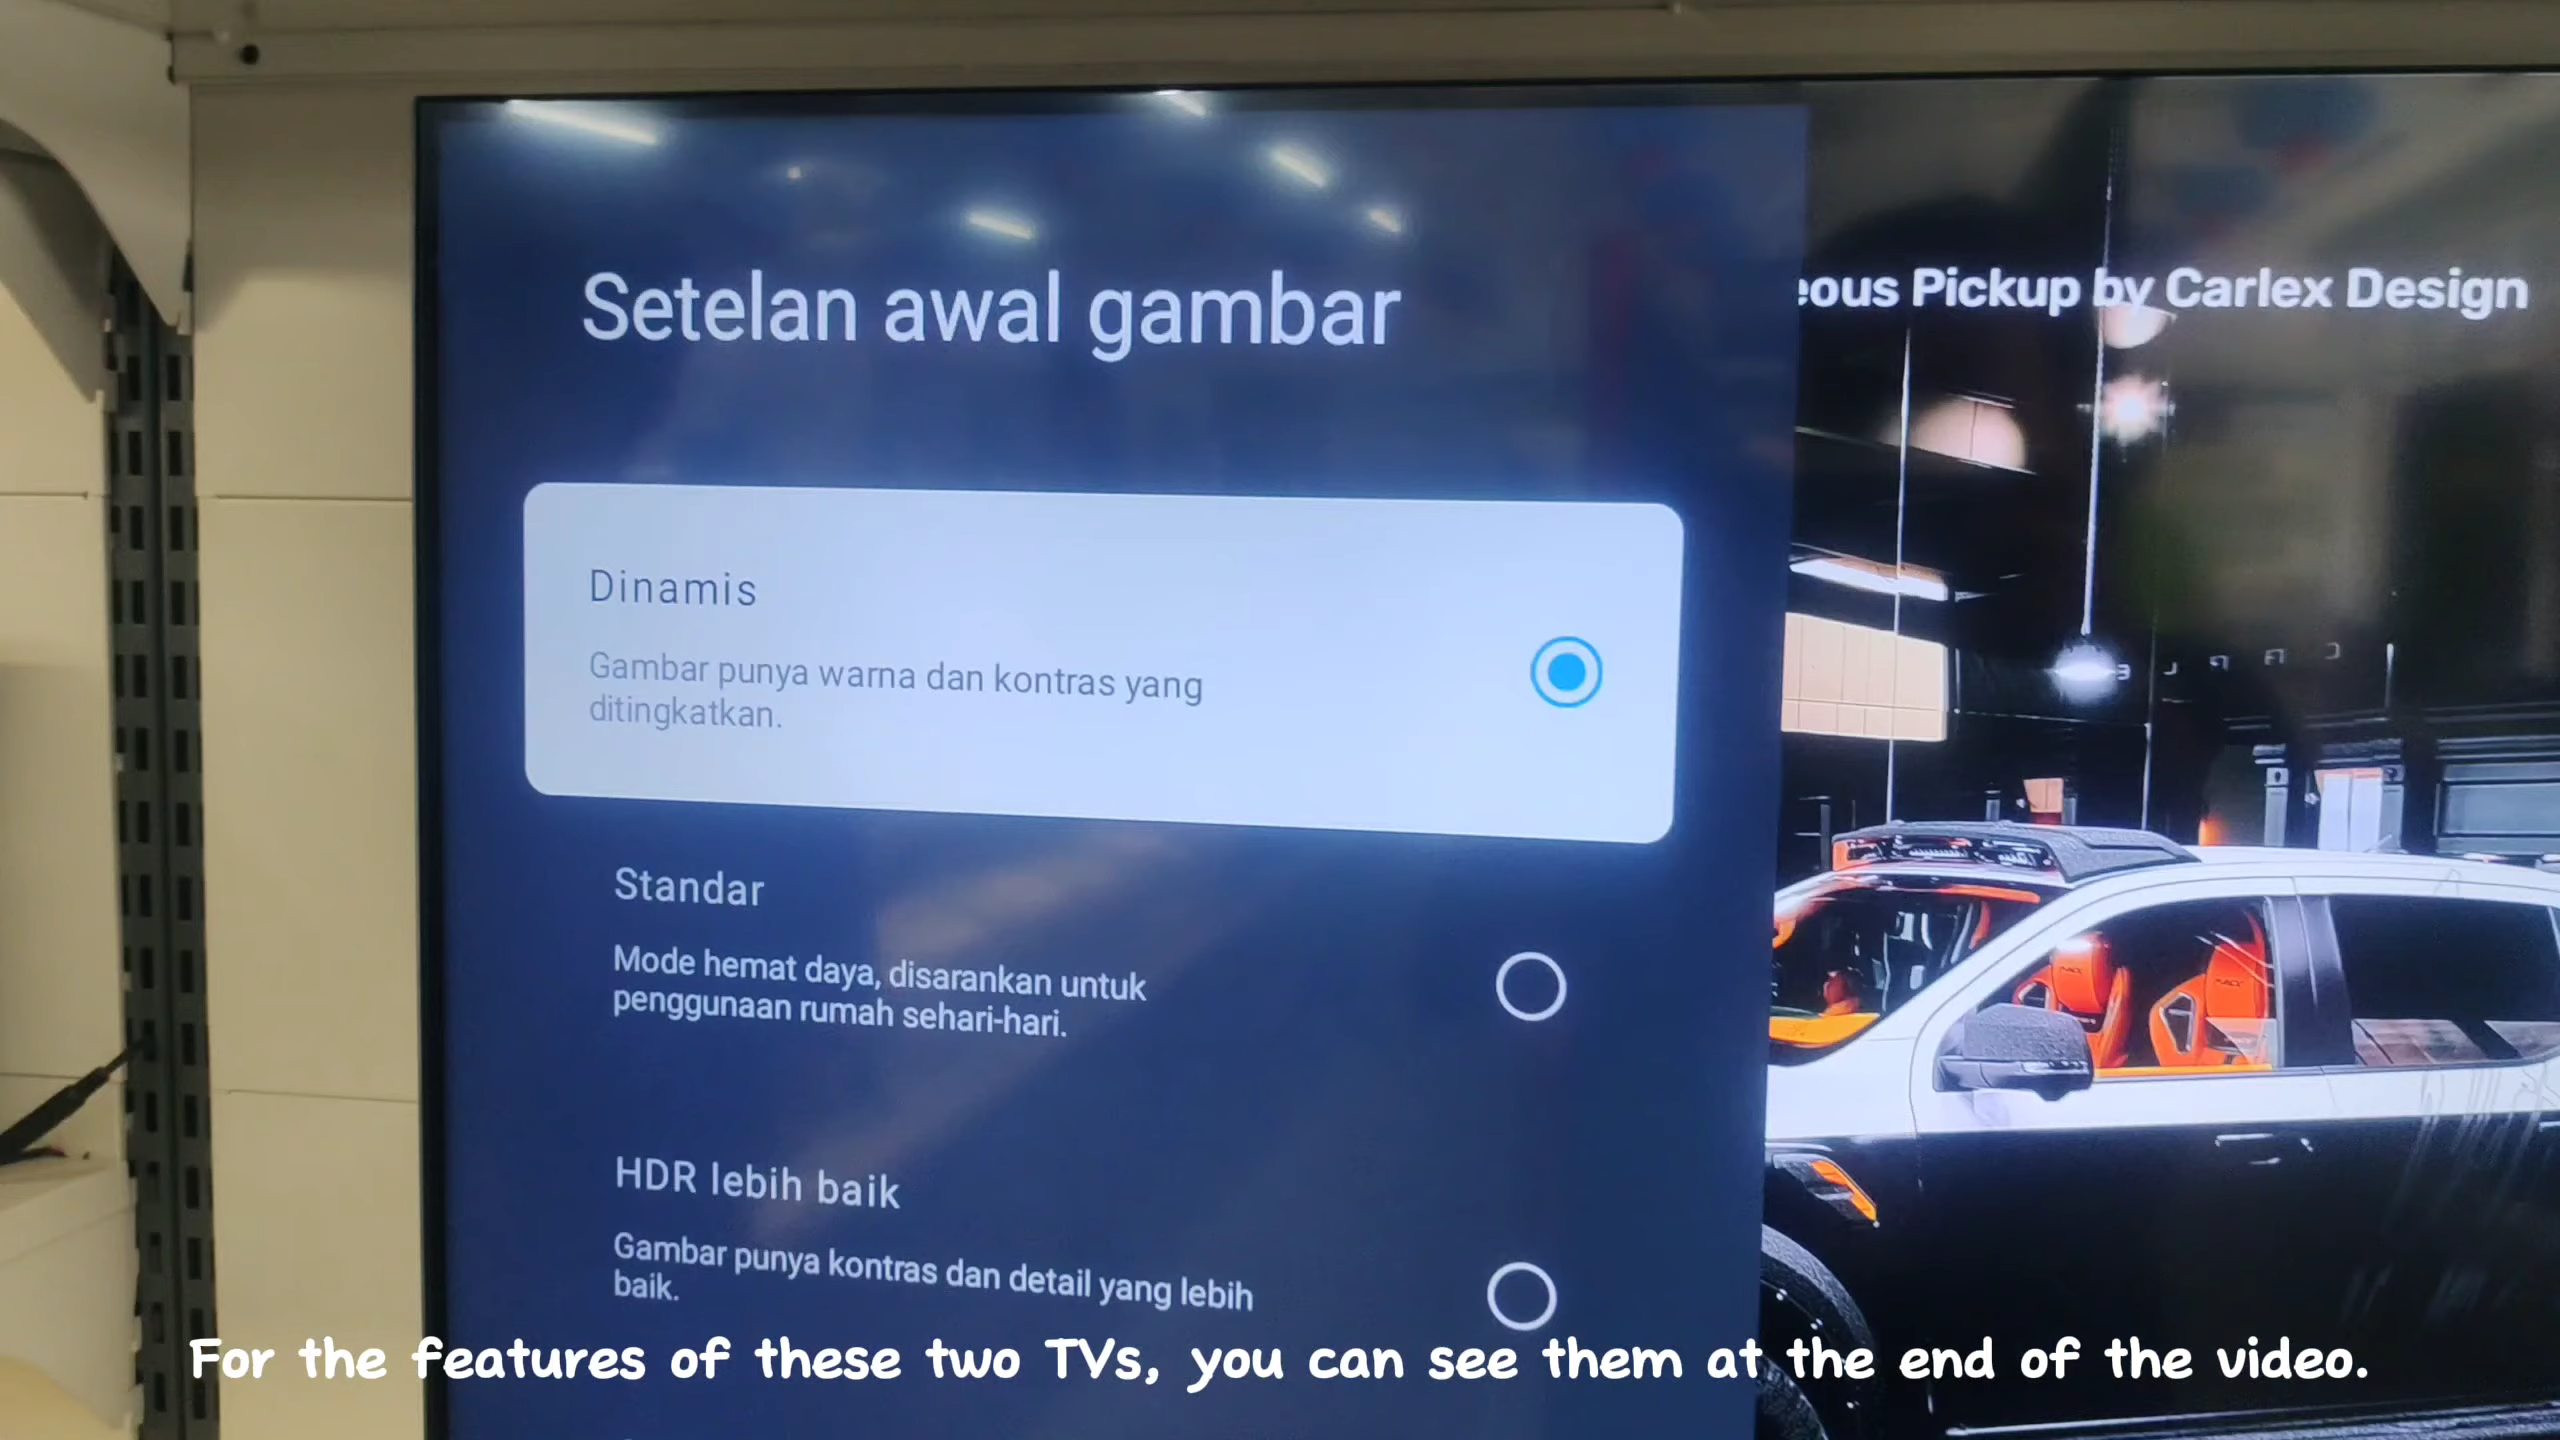 Setelan awal gambar
eous Pickup by Carlex Design
Dinamis
Gambar punya warna dan kontras yang
ditingkatkan.
Standar
Mode hemat daya, disarankan untuk
penggunaan rumah sehari-hari.
HDR lebih baik
Gambar punya kontras dan detail yang lebih
baik.
For the features of these two TVs, you can see them at the end of the video.